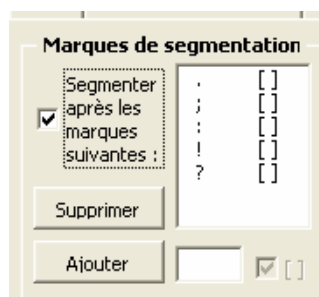 Marques de segmentation
Segmenter
après les
marques
suivantes :
. []
; []
: []
! []
? []
Supprimer
Ajouter
[]